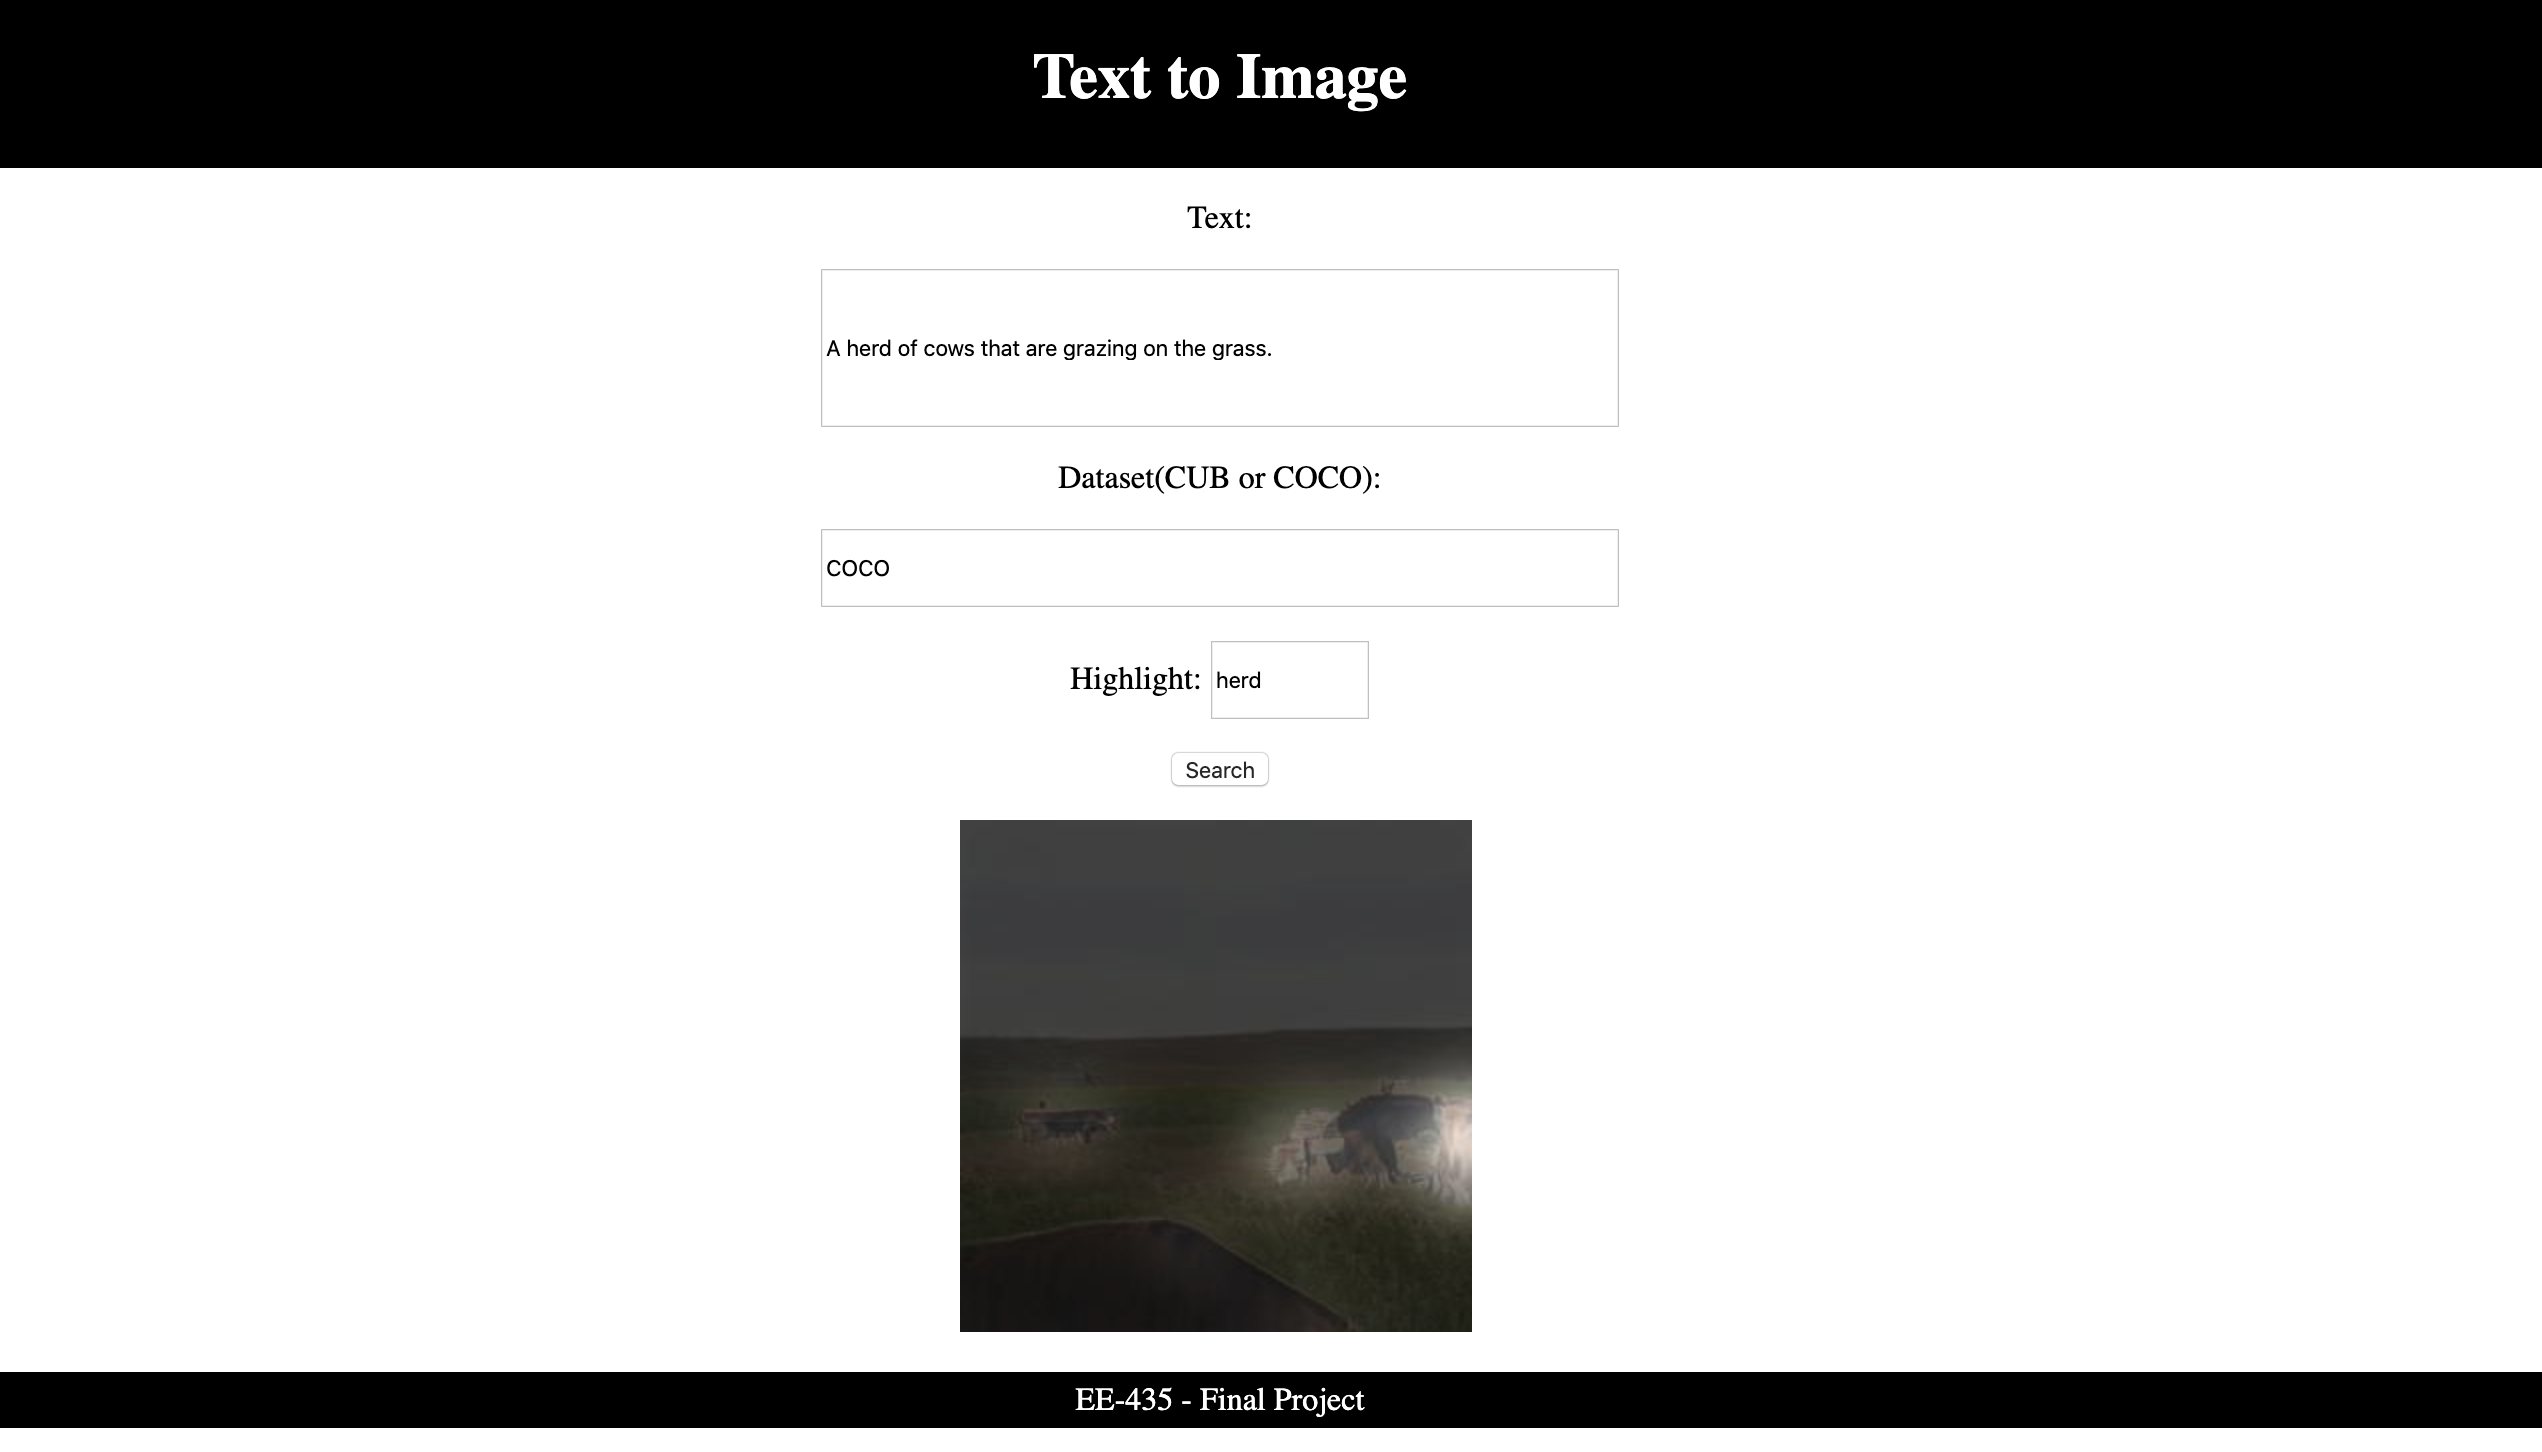 Text to Image
Text:
A herd of cows that are grazing on the grass.
Dataset(CUB or COCO):
COCO
Highlight: herd
Search
EE-435 - Final Project